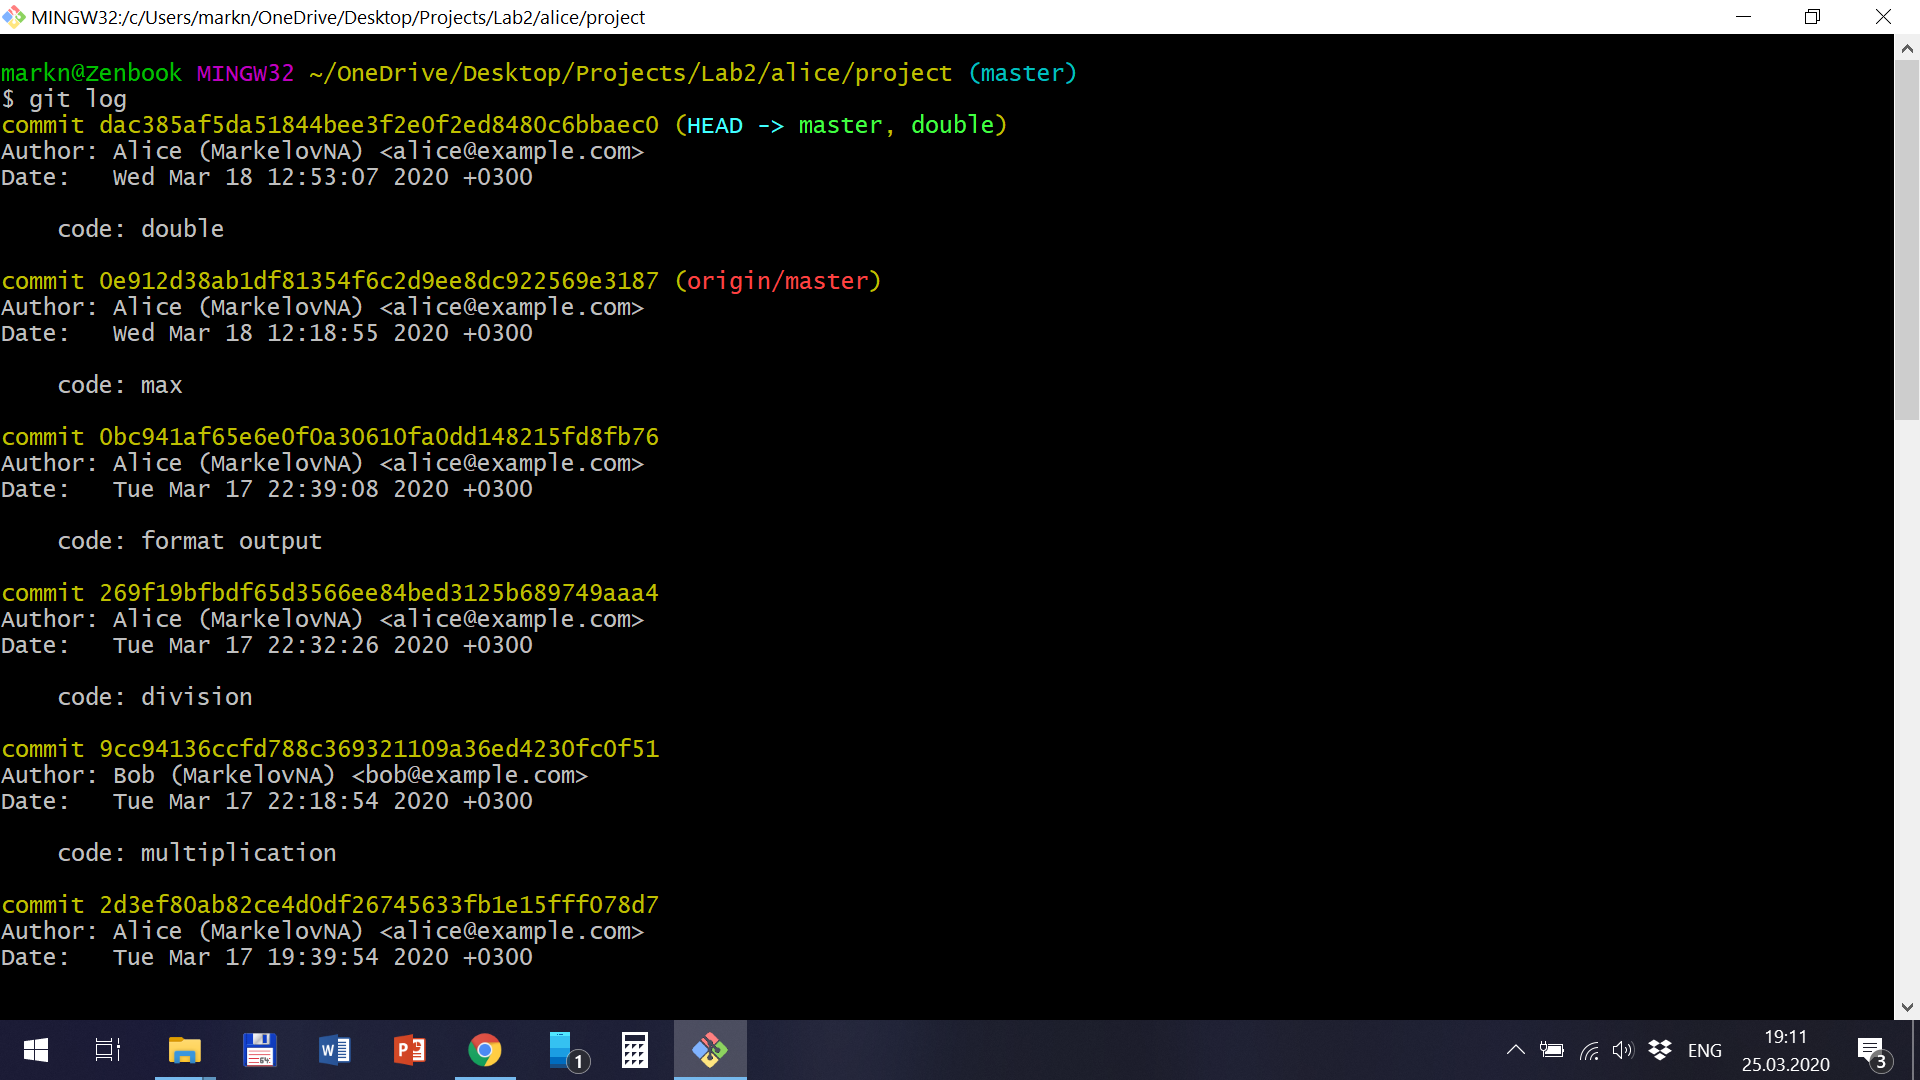 MINGW32:/c/Users/markn/OneDrive/Desktop/Projects/Lab2/alice/project
markn@Zenbook MINGW32 ~/OneDrive/Desktop/Projects/Lab2/alice/project (master)
$ git log
commit dac385af5da51844bee3f2e0f2ed8480c6bbaec0 (HEAD -> master, double)
Author: Alice (MarkelovNA) <alice@example.com>
Date:   Wed Mar 18 12:53:07 2020 +0300
    code: double
commit 0e912d38ab1df81354f6c2d9ee8dc922569e3187 (origin/master)
Author: Alice (MarkelovNA) <alice@example.com>
Date:   Wed Mar 18 12:18:55 2020 +0300
    code: max
commit 0bc941af65e6e0f0a30610fa0dd148215fd8fb76
Author: Alice (MarkelovNA) <alice@example.com>
Date:   Tue Mar 17 22:39:08 2020 +0300
    code: format output
commit 269f19bfbdf65d3566ee84bed3125b689749aaa4
Author: Alice (MarkelovNA) <alice@example.com>
Date:   Tue Mar 17 22:32:26 2020 +0300
    code: division
commit 9cc94136ccfd788c369321109a36ed4230fc0f51
Author: Bob (MarkelovNA) <bob@example.com>
Date:   Tue Mar 17 22:18:54 2020 +0300
    code: multiplication
commit 2d3ef80ab82ce4d0df26745633fb1e15fff078d7
Author: Alice (MarkelovNA) <alice@example.com>
Date:   Tue Mar 17 19:39:54 2020 +0300
64
W
P
1
ENG
19:11
25.03.2020
3